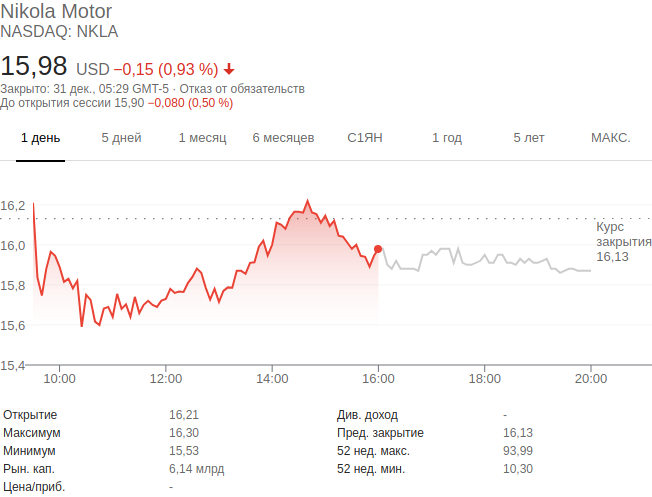 Nikola Motor
NASDAQ: NKLA
15,98 USD −0,15 (0,93 %)
Закрыто: 31 дек., 05:29 GMT-5 · Отказ от обязательств
До открытия сессии 15,90 −0,080 (0,50 %)
1 день 5 дней 1 месяц 6 месяцев С1ЯН 1 год 5 лет МАКС.
16,2
16,0
15,8
15,6
15,4
Курс
закрытия
16,13
10:00 12:00 14:00 16:00 18:00 20:00
Открытие 16,21 Див. доход -
Максимум 16,30 Пред. закрытие 16,13
Минимум 15,53 52 нед. макс. 93,99
Рын. кап. 6,14 млрд 52 нед. мин. 10,30
Цена/приб. -